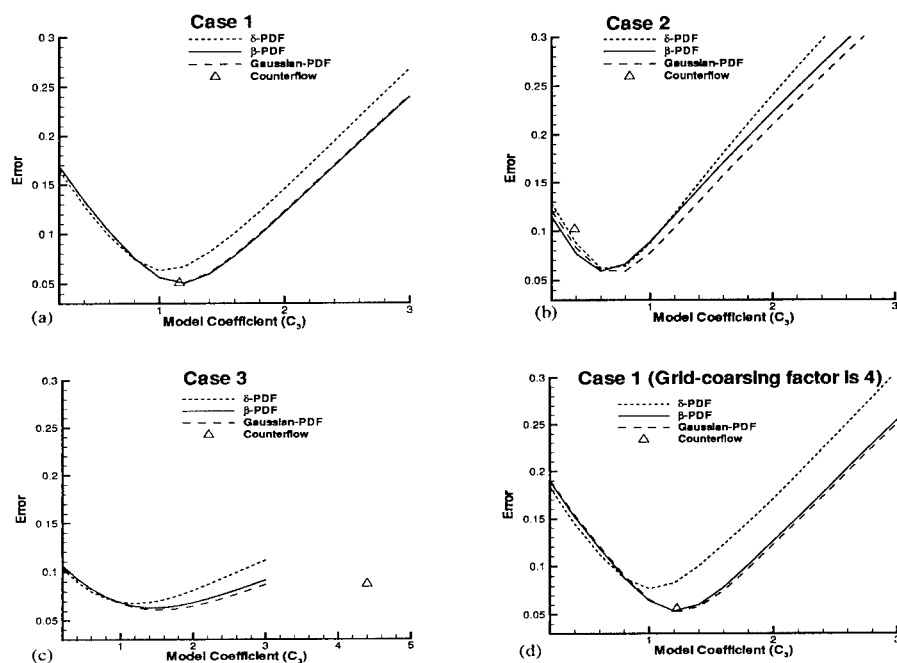 Case 1
δ-PDF
β-PDF
Gaussian-PDF
Counterflow
0.3
0.25
0.2
0.15
0.1
0.05
Error
1
2
3
Model Coefficient (C3)
(a)
Case 2
δ-PDF
β-PDF
Gaussian-PDF
Counterflow
0.3
0.25
0.2
0.15
0.1
0.05
Error
1
2
3
Model Coefficient (C3)
(b)
Case 3
δ-PDF
β-PDF
Gaussian-PDF
Counterflow
0.3
0.25
0.2
0.15
0.1
0.05
Error
1
2
3
4
5
Model Coefficient (C3)
(c)
Case 1 (Grid-coarsing factor is 4)
δ-PDF
β-PDF
Gaussian-PDF
Counterflow
0.3
0.25
0.2
0.15
0.1
0.05
Error
1
2
3
Model Coefficient (C3)
(d)